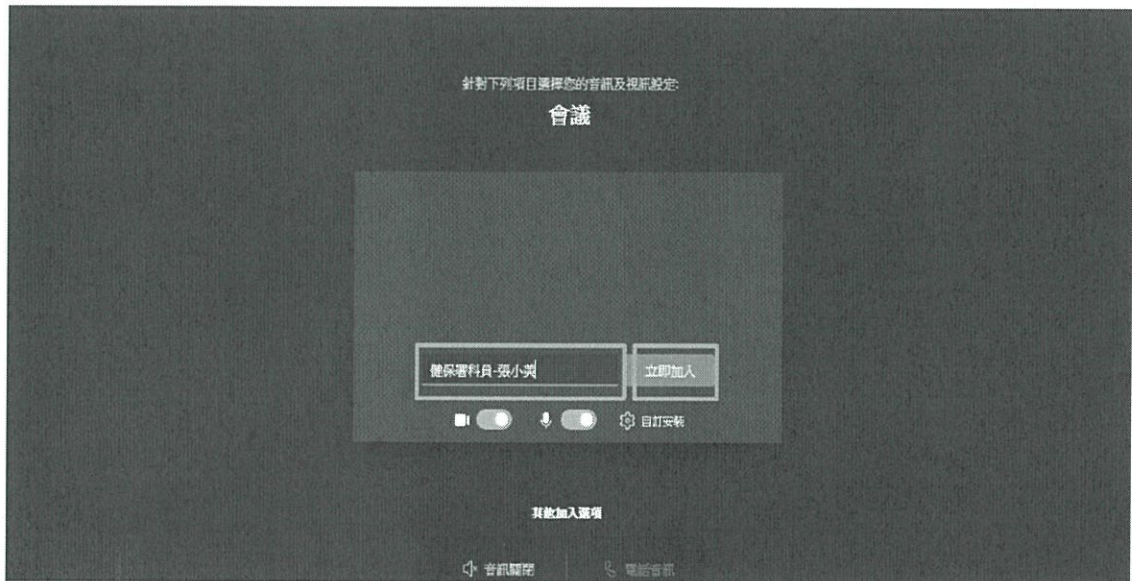 針對下列項目選擇您的音訊及視訊設定:
會議
健保署科員-張小美
立即加入
自訂安裝
其他加入選項
音訊關閉
電話音訊